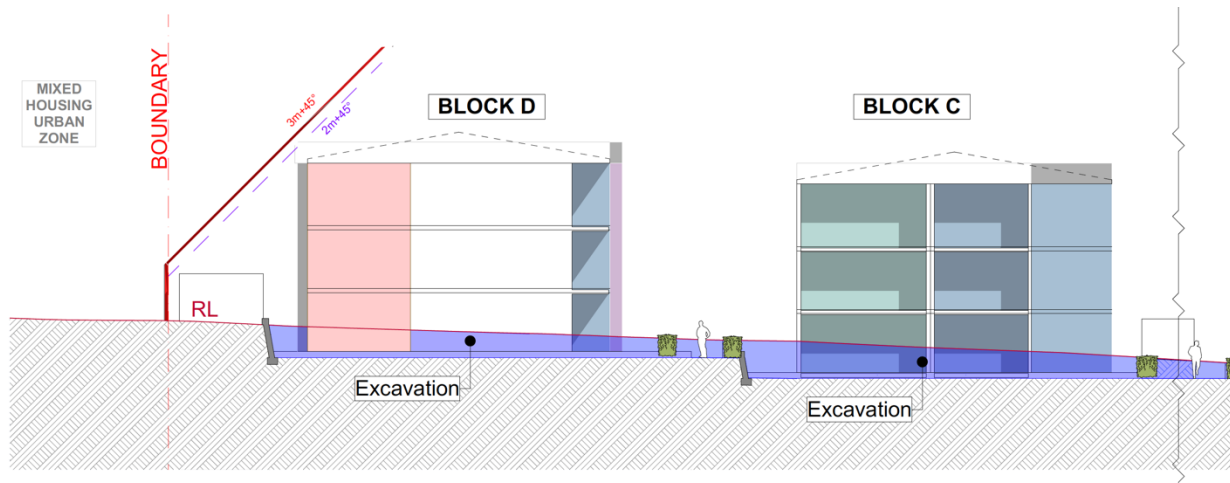 MIXED
HOUSING
URBAN
ZONE
BOUNDARY
3m+45°
2m+45°
BLOCK D
BLOCK C
RL
Excavation
Excavation